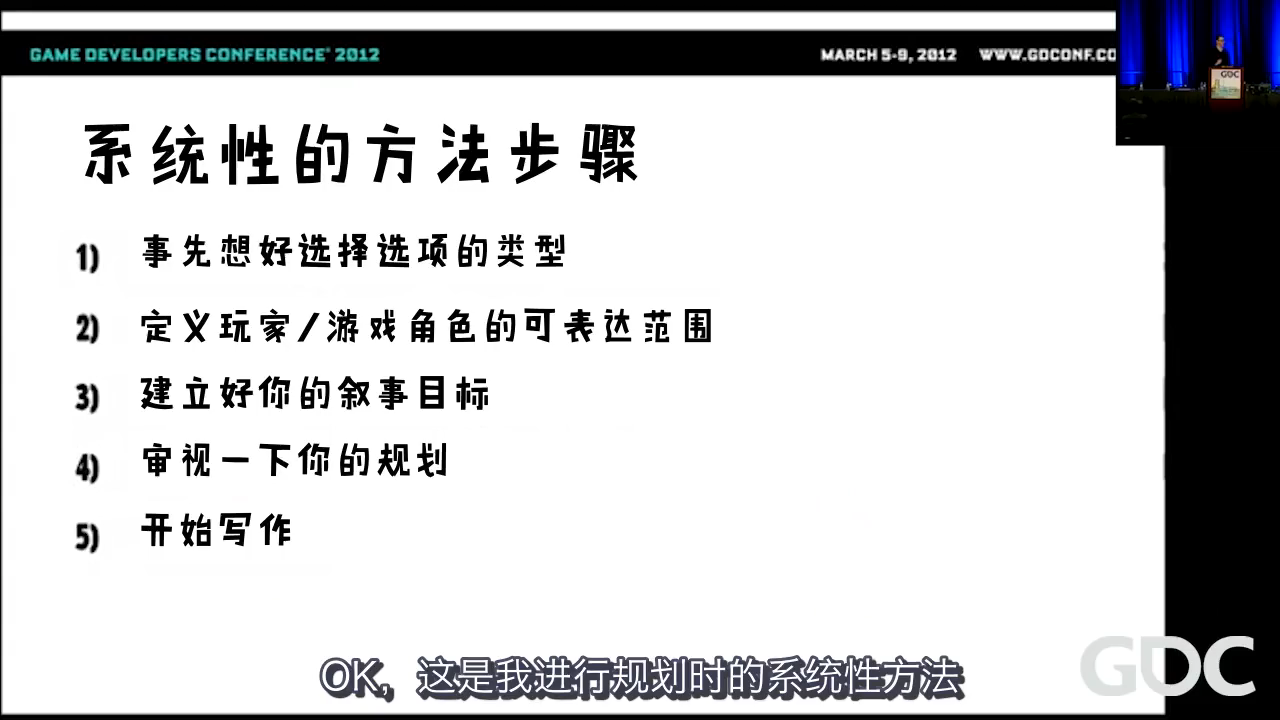 GAME DEVELOPERS CONFERENCE® 2012
MARCH 5-9, 2012 WWW.GDCONF.CO
GDC
系统性的方法步骤
1) 事先想好选择选项的类型
2) 定义玩家/游戏角色的可表达范围
3) 建立好你的叙事目标
4) 审视一下你的规划
5) 开始写作
OK, 这是我进行规划时的系统性方法
GDC